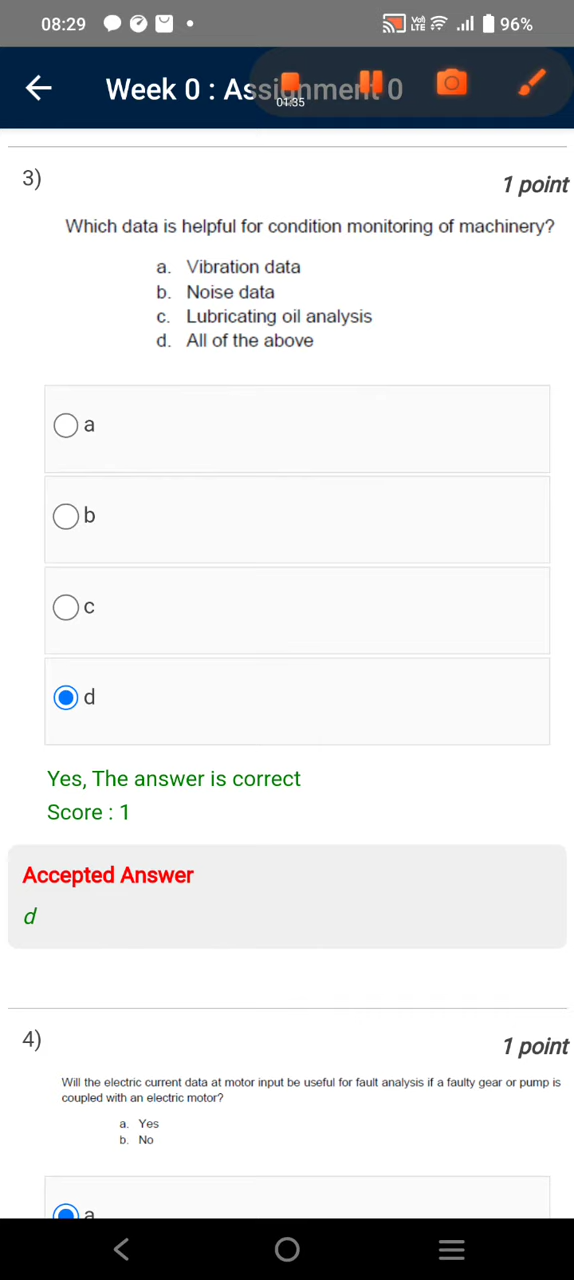 08:29
Vo)
LTE
96%
Week 0 : Assignment 0
01:35
3)
1 point
Which data is helpful for condition monitoring of machinery?
a. Vibration data
b. Noise data
c. Lubricating oil analysis
d. All of the above
a
b
c
d
Yes, The answer is correct
Score : 1
Accepted Answer
d
4)
1 point
Will the electric current data at motor input be useful for fault analysis if a faulty gear or pump is
coupled with an electric motor?
a. Yes
b. No
a